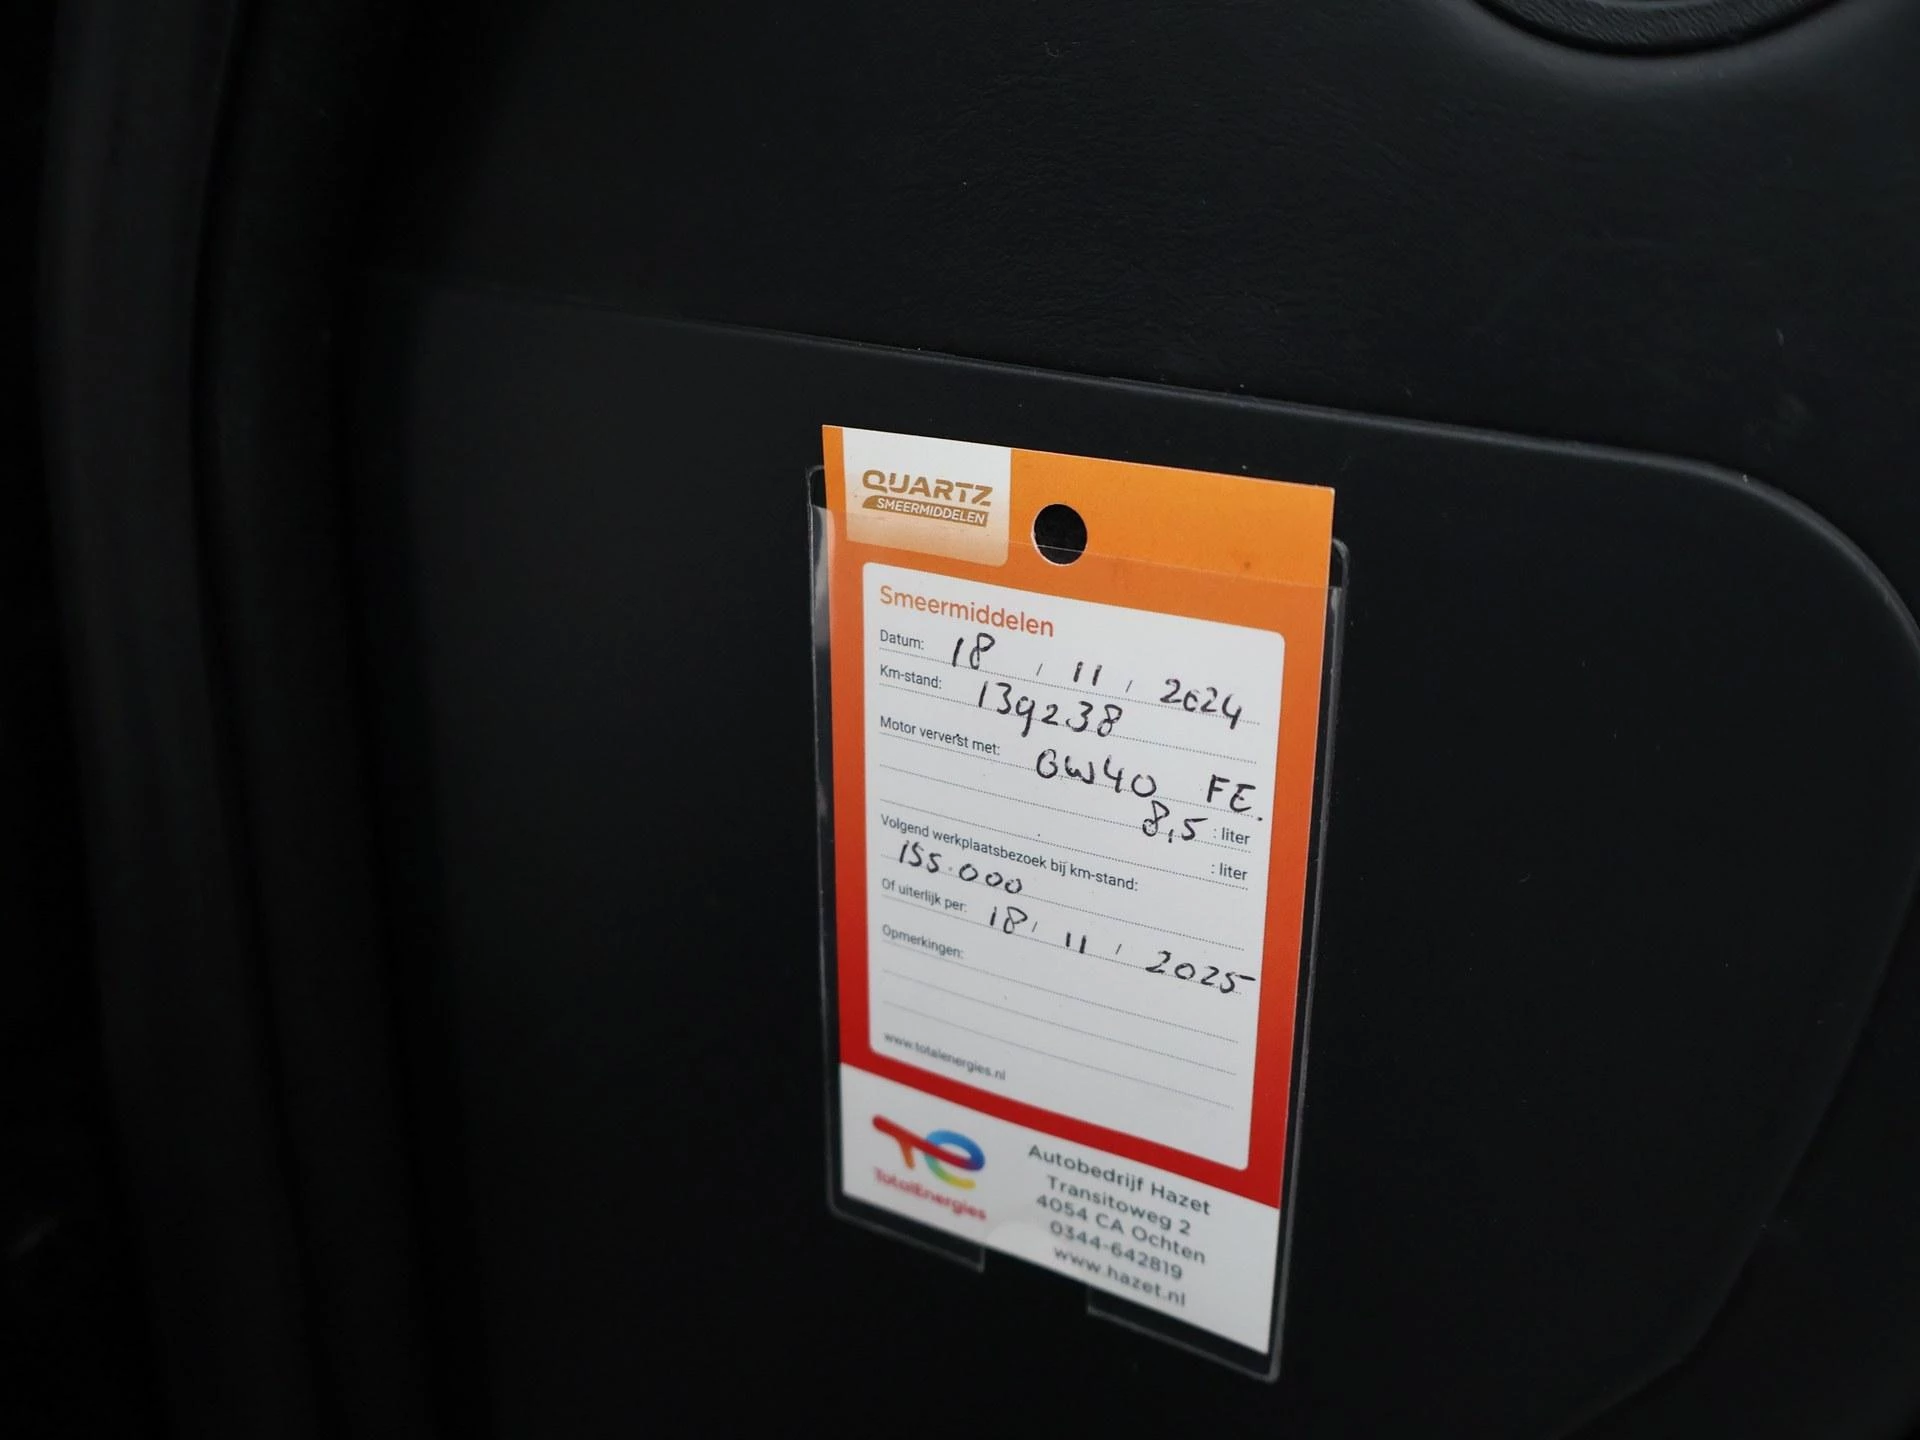 QUARTZ
SMEERMIDDELEN
Smeermiddelen
Datum: 18 / 11 / 2024
Km-stand: 139238
Motor ververst met: 0W40 FE.
8,5 : liter
: liter
Volgend werkplaatsbezoek bij km-stand:
155.000
Of uiterlijk per: 18 / 11 / 2025
Opmerkingen:
www.totalenergies.nl
TotalEnergies
Autobedrijf Hazet
Transitoweg 2
4054 CA Ochten
0344-642819
www.hazet.nl